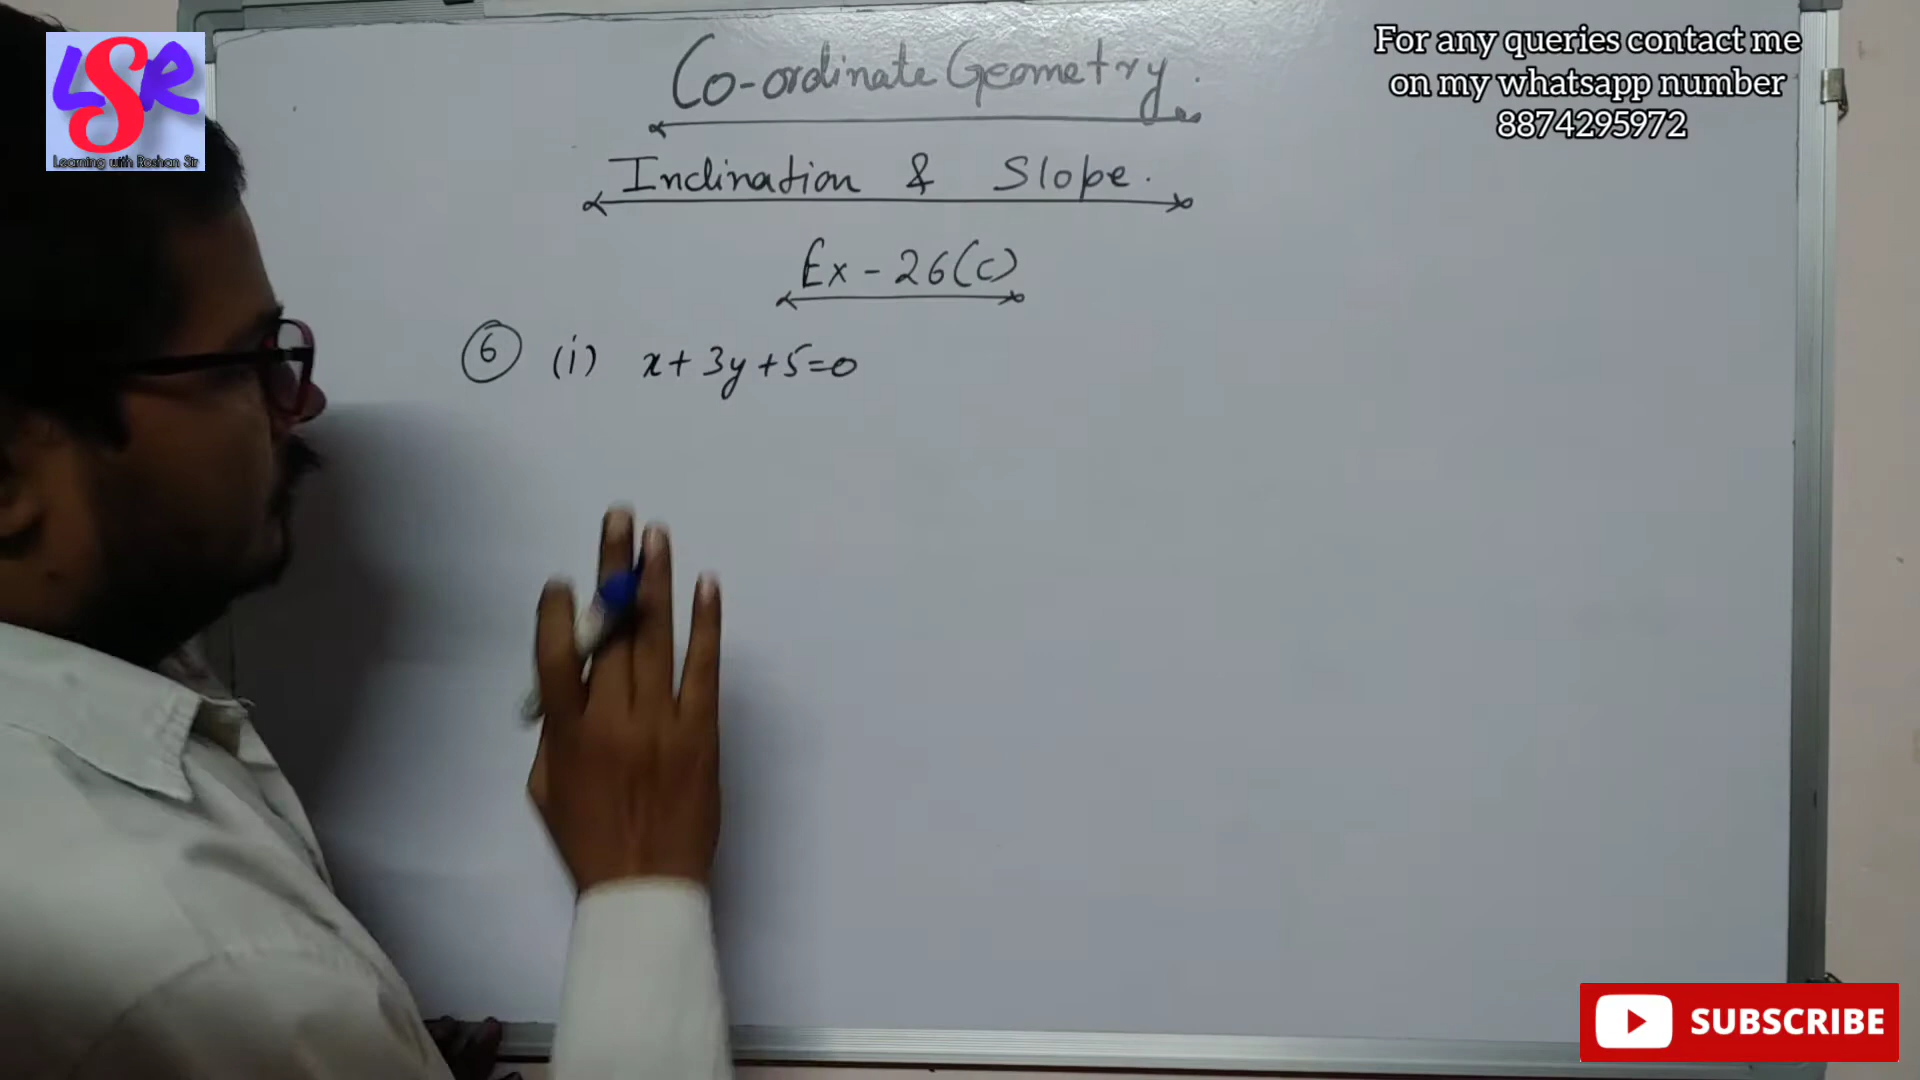 LSR
Learning with Roshan Sir
For any queries contact me
on my whatsapp number
8874295972
Co-ordinate Geometry.
Inclination & Slope.
Ex - 26(C)
6 (i) x + 3y + 5 = 0
SUBSCRIBE